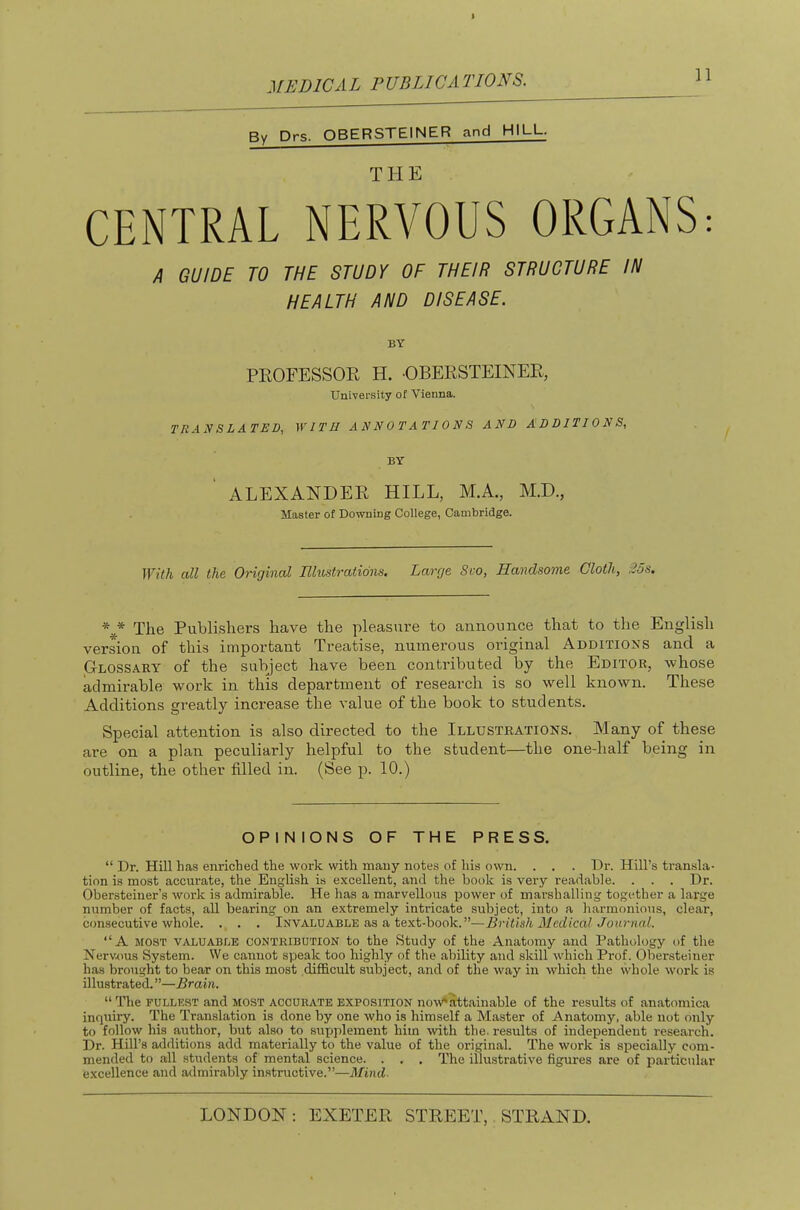 MEDICAL PUBLICATIONS. 11
By Drs. OBERSTEINER and HILL.
THE
CENTRAL NERVOUS ORGANS:
A GUIDE TO THE STUDY OF THEIR STRUCTURE IN
HEALTH AND DISEASE.
BY
PROFESSOR H. OBERSTEINER,
University of Vienna.
TRANSLATED, WITH ANNOTATIONS AND ADDITIONS,
BY
ALEXANDER HILL, M.A., M.D.,
Master of Downing College, Cambridge.
With all the Original Illustrations. Large 8vo, Handsome Cloth, 25s.
*** The Publishers have the pleasure to announce that to the English
version of this important Treatise, numerous original ADDITIONS and a
GLOSSARY of the subject have been contributed by the EDITOR, whose
admirable work in this department of research is so well known. These
Additions greatly increase the value of the book to students.
Special attention is also directed to the ILLUSTRATIONS. Many of these
are on a plan peculiarly helpful to the student—the one-half being in
outline, the other filled in. (See p. 10.)
OPINIONS OF THE PRESS.
“Dr. Hill has enriched the work with many notes of his own. . . . Dr. Hill's transla-
tion is most accurate, the English is excellent, and the book is very readable. . . . Dr.
Obersteiner's work is admirable. He has a marvellous power of marshalling together a large
number of facts, all bearing on an extremely intricate subject, into a harmonious, clear,
consecutive whole. . . . INVALUABLE as a text-book.”—British Medical Journal.
“A MOST VALUABLE CONTRIBUTION to the Study of the Anatomy and Pathology of the
Nervous System. We cannot speak too highly of the ability and skill which Prof. Obersteiner
has brought to bear on this most difficult subject, and of the way in which the whole work is
illustrated.”—Brain.
“The FULLEST and MOST ACCURATE EXPOSITION now attainable of the results of anatomica
inquiry. The Translation is done by one who is himself a Master of Anatomy, able not only
to follow his author, but also to supplement him with the results of independent research.
Dr. Hill's additions add materially to the value of the original. The work is specially com-
mended to all students of mental science. . . . The illustrative figures are of particular
excellence and admirably instructive.”—Mind.
LONDON: EXETER STREET, STRAND.